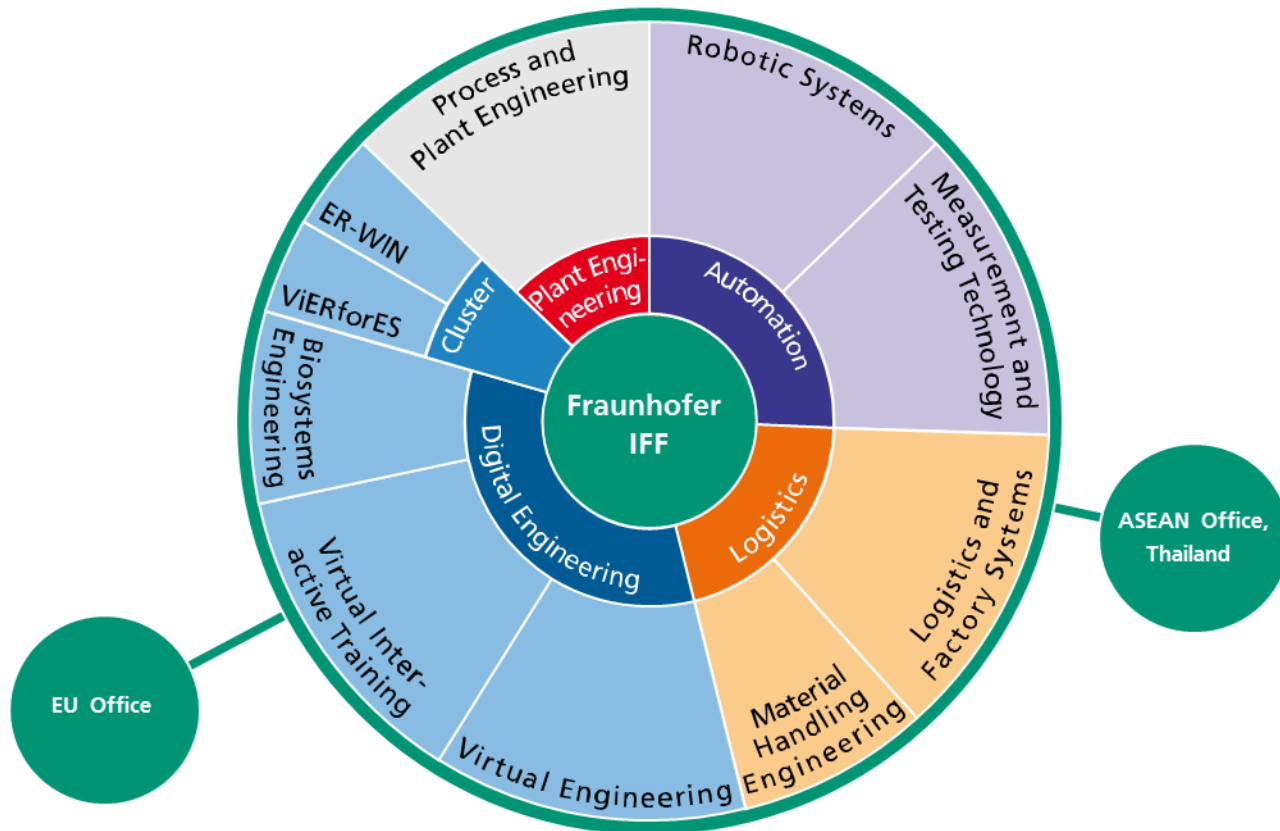 Process and
Plant Engineering
Robotic Systems
Measurement and
Testing Technology
ER-WIN
ViERforES
Cluster
Plant Engi-
neering
Automation
Biosystems
Engineering
Digital Engineering
Fraunhofer
IFF
Logistics
Logistics and
Factory Systems
ASEAN Office,
Thailand
Virtual Inter-
active Training
Virtual Engineering
Material
Handling
Engineering
EU Office